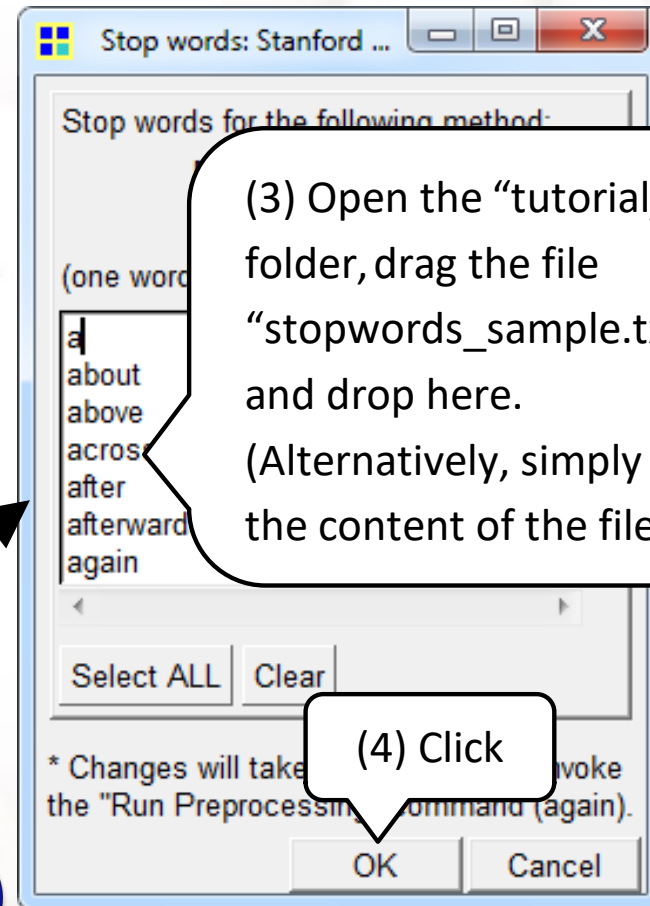 Stop words: Stanford ...
Stop words for the following method:
(3) Open the “tutorial
folder, drag the file
(one word
“stopwords_sample.tx
and drop here.
(Alternatively, simply
the content of the file
a
about
above
across
after
afterward
again
Select ALL Clear
(4) Click
* Changes will take
the "Run Preprocessing" command (again).
OK Cancel